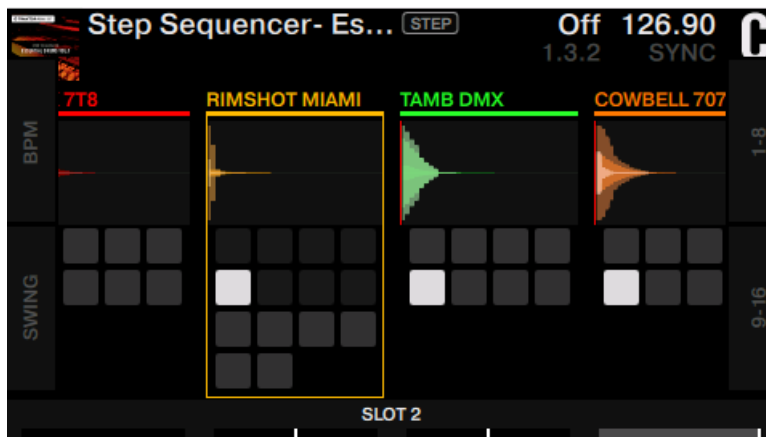 Step Sequencer- Es... STEP Off 126.90 C
1.3.2 SYNC
7T8 RIMSHOT MIAMI TAMB DMX COWBELL 707
BPM
1-8
SWING
9-16
SLOT 2